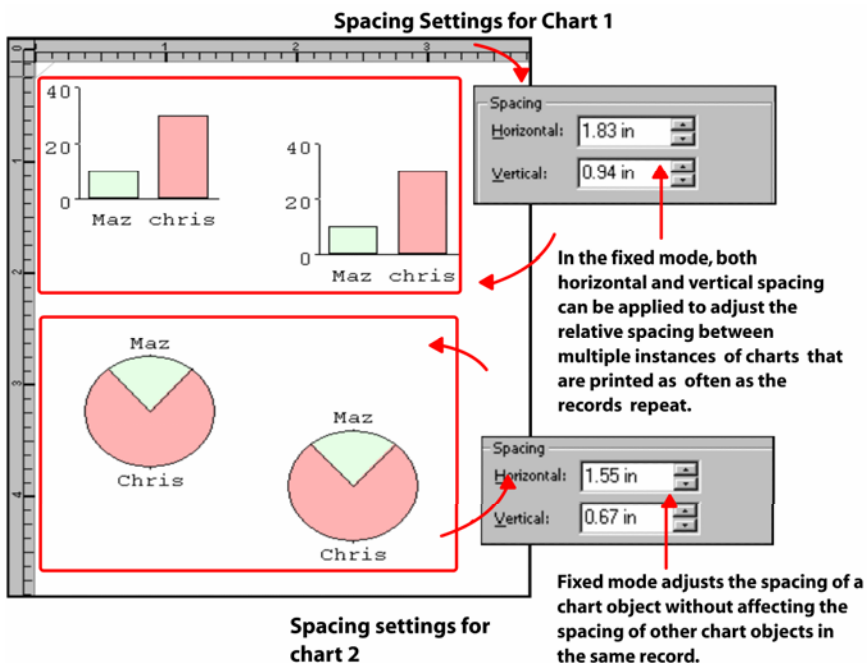 Spacing Settings for Chart 1
0 1 2 3
1
2
3
4
40
20
0
Maz chris
40
20
0
Maz chris
Spacing
Horizontal: 1.83 in
Vertical: 0.94 in
In the fixed mode, both
horizontal and vertical spacing
can be applied to adjust the
relative spacing between
multiple instances of charts that
are printed as often as the
records repeat.
Maz
Chris
Maz
Chris
Spacing
Horizontal: 1.55 in
Vertical: 0.67 in
Spacing settings for
chart 2
Fixed mode adjusts the spacing of a
chart object without affecting the
spacing of other chart objects in
the same record.